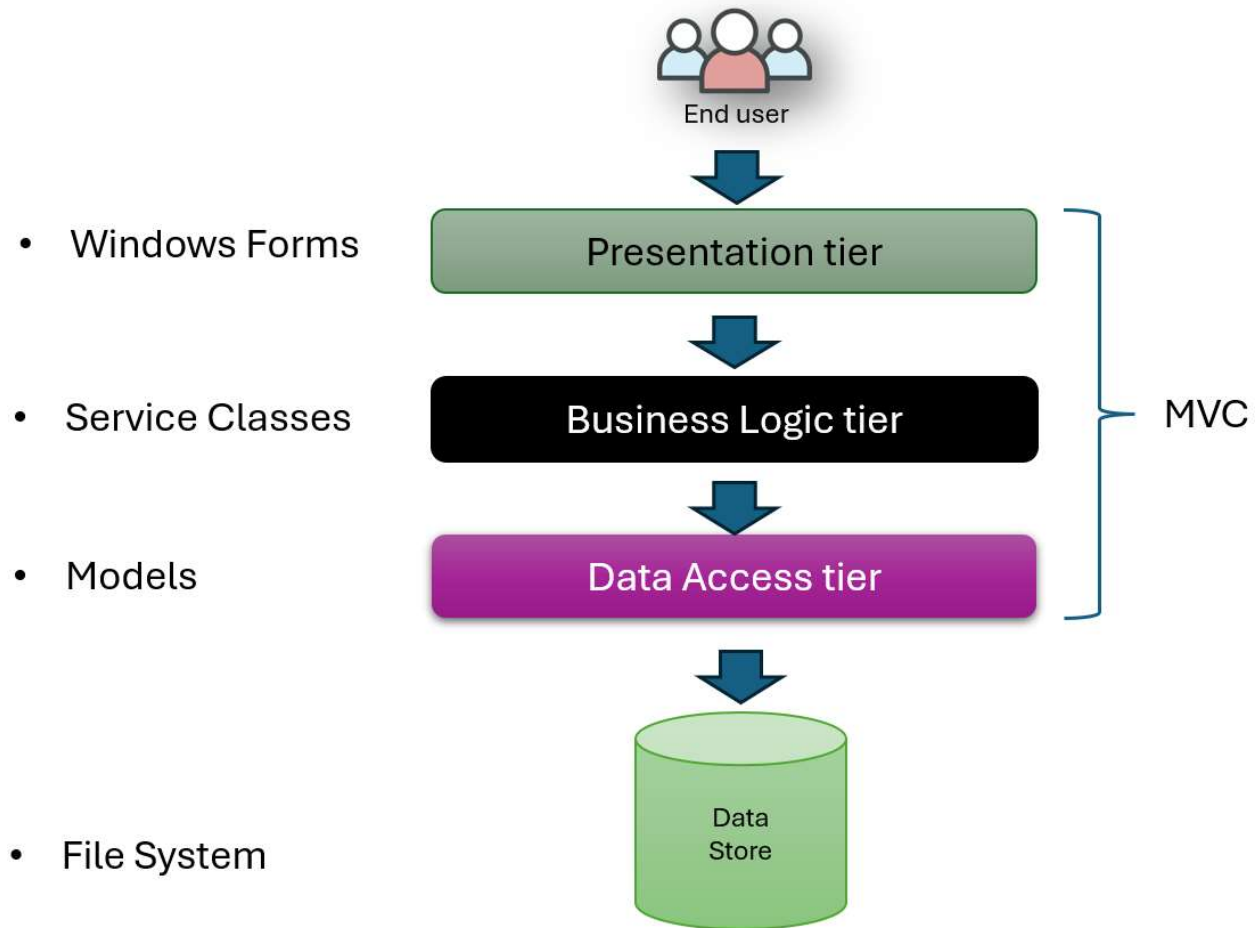 End user
• Windows Forms
Presentation tier
• Service Classes
Business Logic tier
MVC
• Models
Data Access tier
Data
Store
• File System